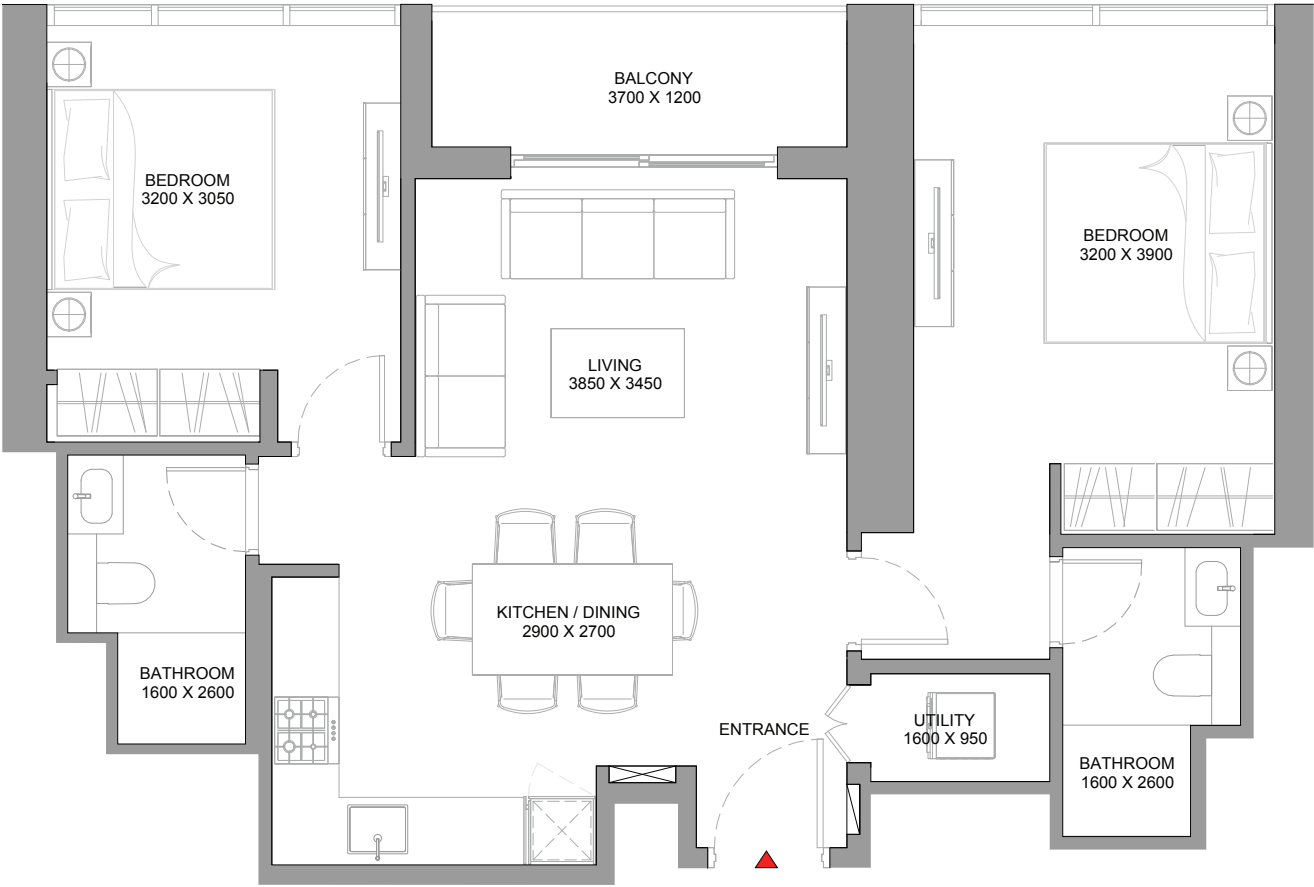 BALCONY
3700 X 1200
BEDROOM
3200 X 3050
BEDROOM
3200 X 3900
LIVING
3850 X 3450
KITCHEN / DINING
2900 X 2700
BATHROOM
1600 X 2600
ENTRANCE
UTILITY
1600 X 950
BATHROOM
1600 X 2600